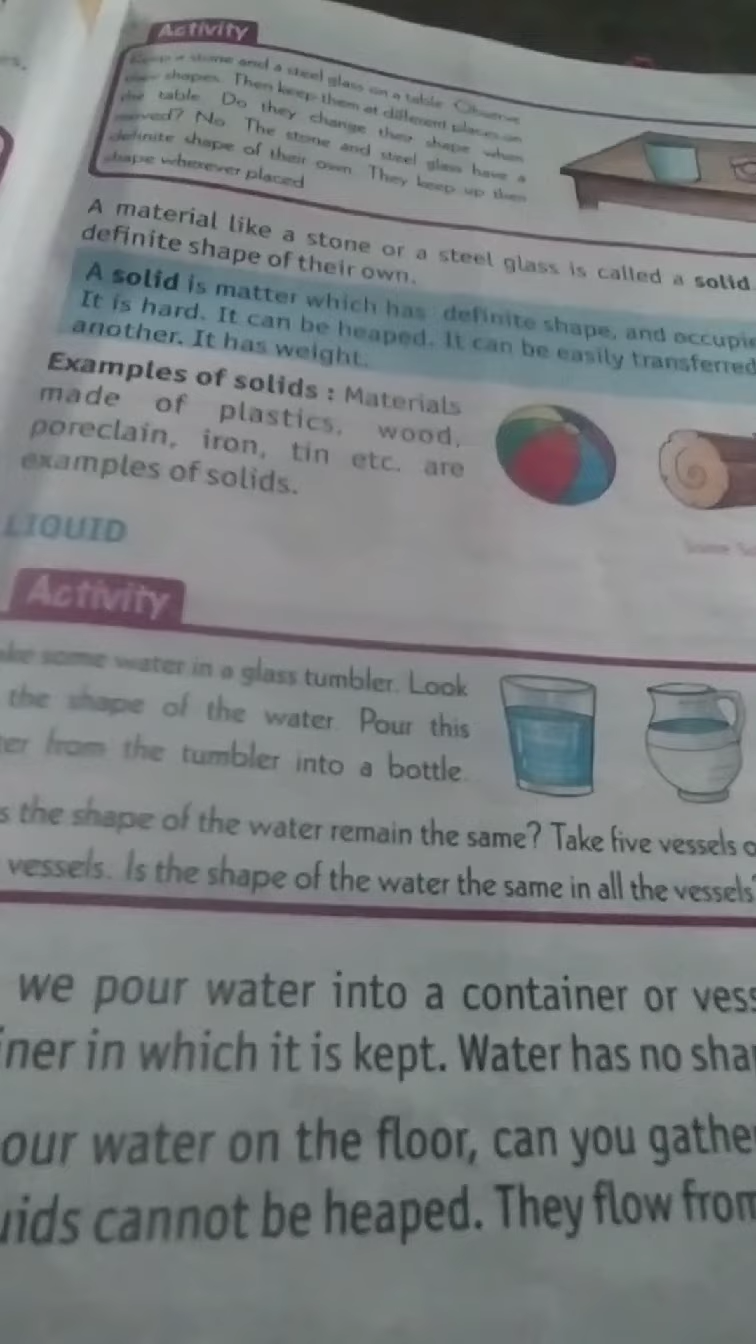 Activity
a stone and a steel glass on a table. Observe
shapes. Then keep them at different places on
the table. Do they change their shape when
moved? No. The stone and steel glass have a
definite shape of their own. They keep up their
shape wherever placed
A material like a stone or a steel glass is called a solid.
definite shape of their own.
A solid is matter which has definite shape, and occupie
It is hard. It can be heaped. It can be easily transferred
another. It has weight.
Examples of solids : Materials
made of plastics, wood,
poreclain, iron, tin etc. are
examples of solids.
LIQUID
Activity
ke some water in a glass tumbler. Look
the shape of the water. Pour this
ter from the tumbler into a bottle.
s the shape of the water remain the same? Take five vessels o
vessels. Is the shape of the water the same in all the vessels?
we pour water into a container or vess
iner in which it is kept. Water has no shap
our water on the floor, can you gathe
uids cannot be heaped. They flow from